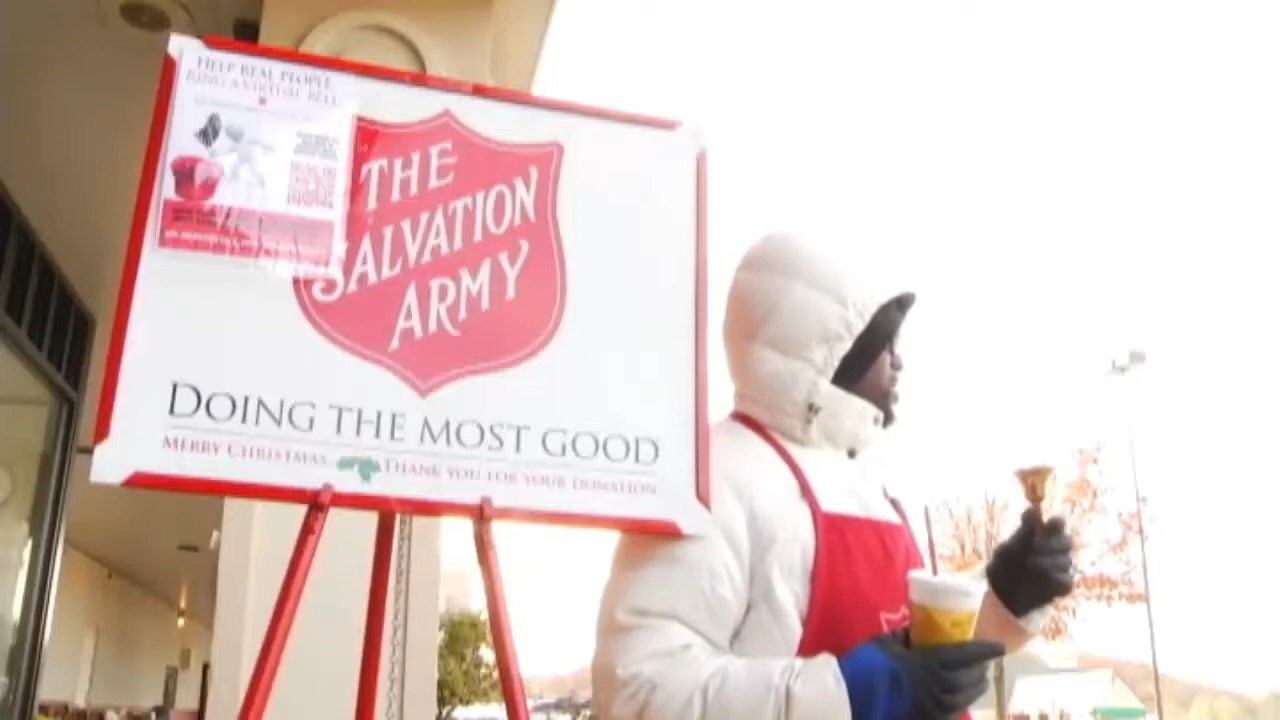 HELP REAL PEOPLE
RING A VIRTUAL BELL
THE
SALVATION
ARMY
DOING THE MOST GOOD
MERRY CHRISTMAS THANK YOU FOR YOUR DONATION